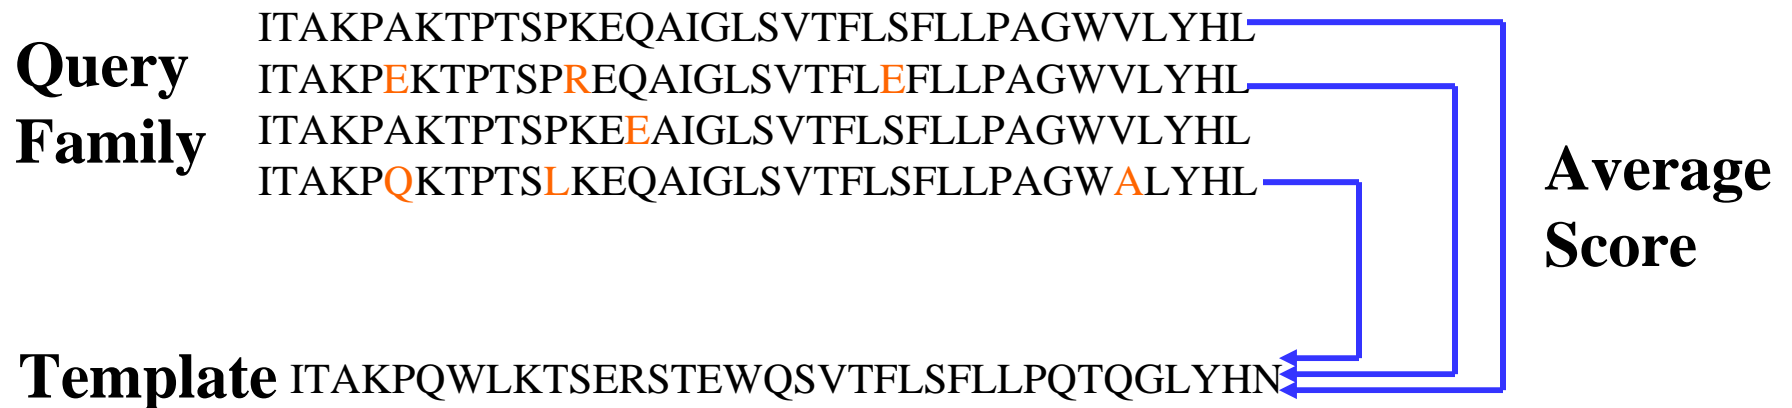 Query Family
ITAKPAKTPTSPKEQAIGLSVTFLSFLLPAGWVLYHL
ITAKPEKTPTSPREQAIGLSVTFLEFLLPAGWVLYHL
ITAKPAKTPTSPKEEAIGLSVTFLSFLLPAGWVLYHL
ITAKPQKTPTSLKEQAIGLSVTFLSFLLPAGWALYHL
Average
Score
Template ITAKPQWLKTSERSTEWQSVTFLSFLLPQTQGLYHN